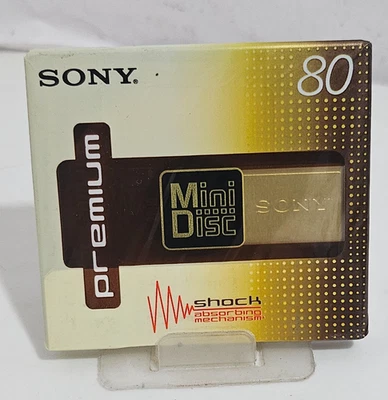 SONY®
80
premium
Mini
Disc
SONY
shock
absorbing
mechanism